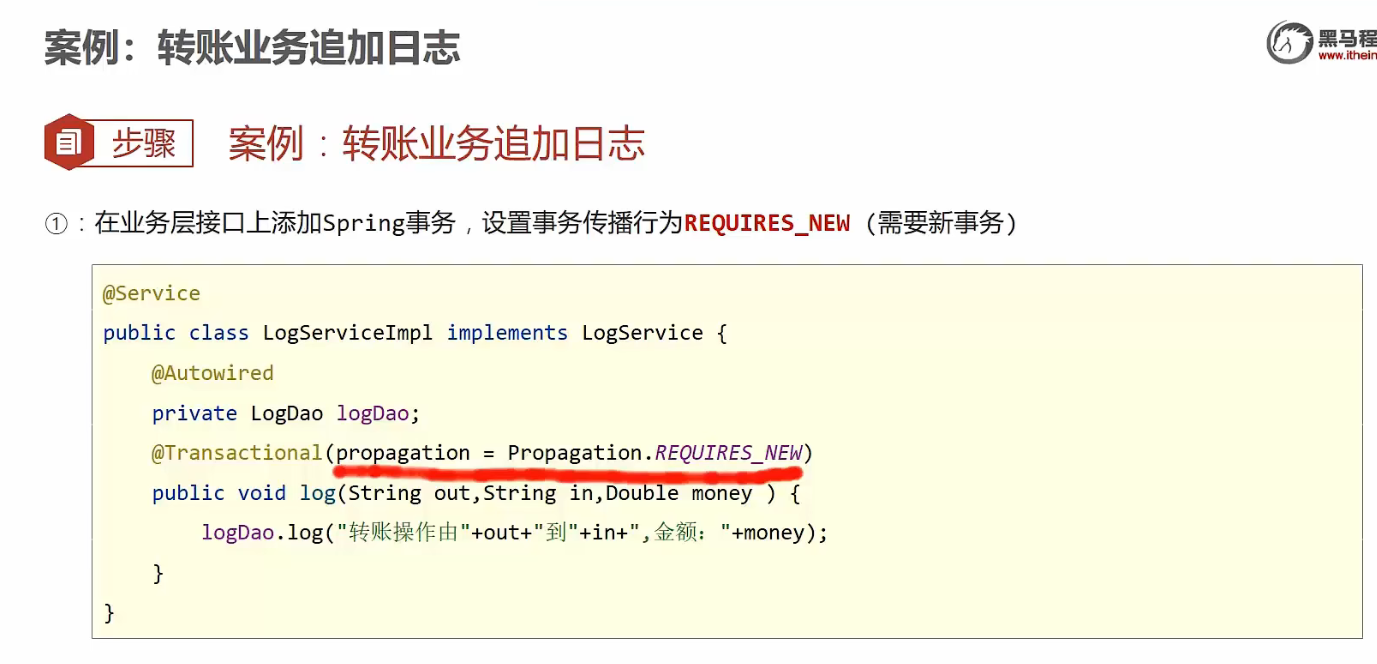 案例：转账业务追加日志
黑马程
www.ithein
步骤
案例：转账业务追加日志
①：在业务层接口上添加Spring事务，设置事务传播行为REQUIRES_NEW（需要新事务）
@Service
public class LogServiceImpl implements LogService {
@Autowired
private LogDao logDao;
@Transactional(propagation = Propagation.REQUIRES_NEW)
public void log(String out,String in,Double money ) {
logDao.log("转账操作由"+out+"到"+in+",金额："+money);
}
}